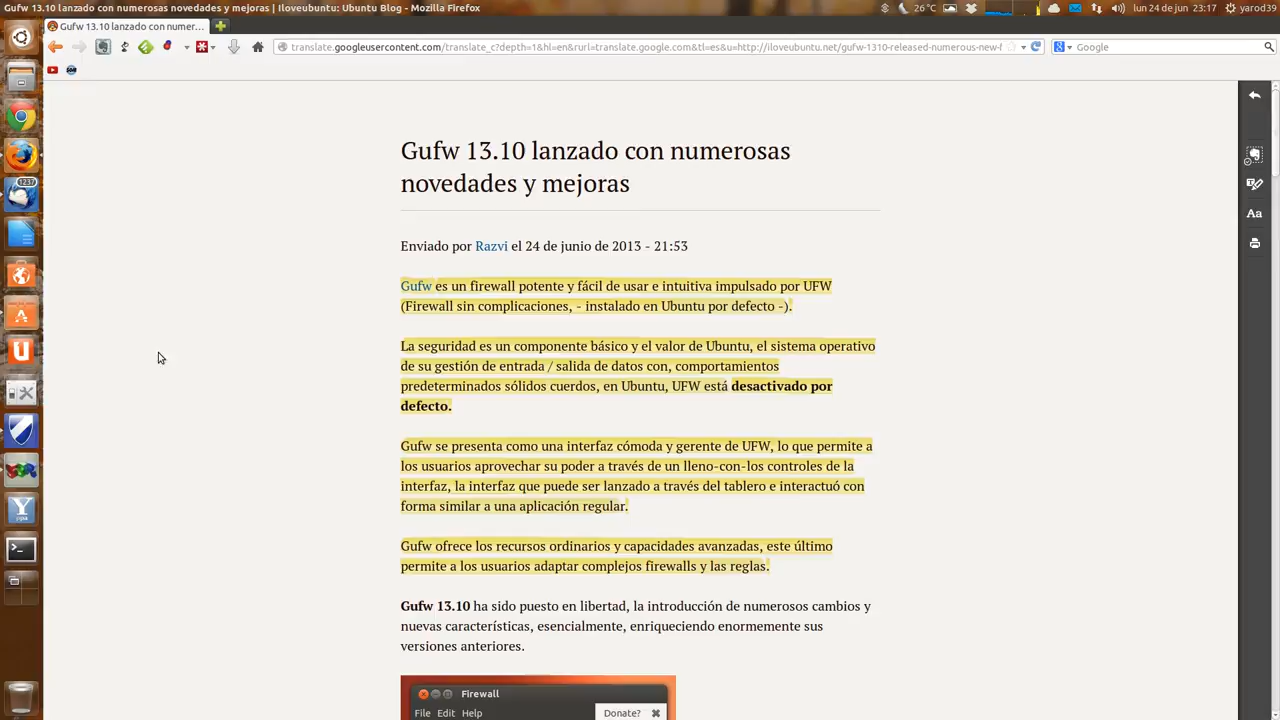 Gufw 13.10 lanzado con numerosas novedades y mejoras | Iloveubuntu: Ubuntu Blog - Mozilla Firefox
26°C
lun 24 de jun 23:17
yarod39
Gufw 13.10 lanzado con numer...
translate.googleusercontent.com/translate_c?depth=1&hl=en&rurl=translate.google.com&tl=es&u=http://iloveubuntu.net/gufw-1310-released-numerous-new-f
Google
Gufw 13.10 lanzado con numerosas
novedades y mejoras
Enviado por Razvi el 24 de junio de 2013 - 21:53
Gufw es un firewall potente y fácil de usar e intuitiva impulsado por UFW
(Firewall sin complicaciones, - instalado en Ubuntu por defecto -).
La seguridad es un componente básico y el valor de Ubuntu, el sistema operativo
de su gestión de entrada / salida de datos con, comportamientos
predeterminados sólidos cuerdos, en Ubuntu, UFW está desactivado por
defecto.
Gufw se presenta como una interfaz cómoda y gerente de UFW, lo que permite a
los usuarios aprovechar su poder a través de un lleno-con-los controles de la
interfaz, la interfaz que puede ser lanzado a través del tablero e interactuó con
forma similar a una aplicación regular.
Gufw ofrece los recursos ordinarios y capacidades avanzadas, este último
permite a los usuarios adaptar complejos firewalls y las reglas.
Gufw 13.10 ha sido puesto en libertad, la introducción de numerosos cambios y
nuevas características, esencialmente, enriqueciendo enormemente sus
versiones anteriores.
Firewall
File Edit Help
Donate?
Aa
1237